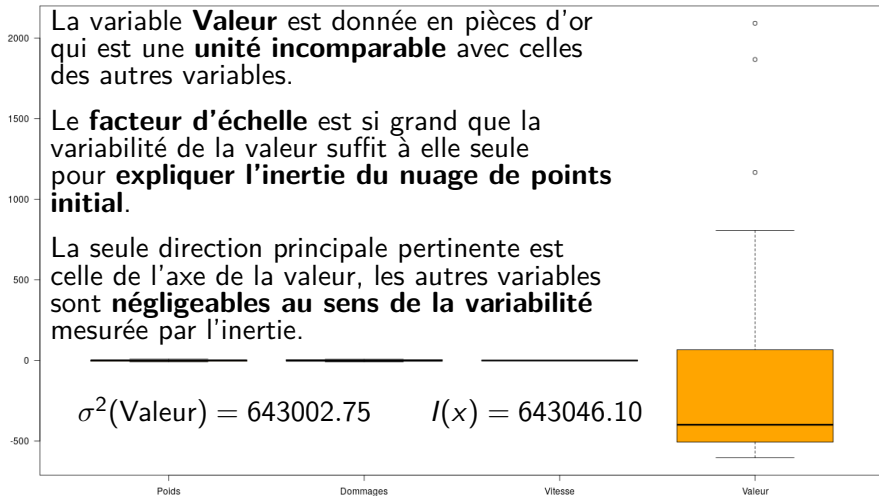 La variable Valeur est donnée en pièces d'or
qui est une unité incomparable avec celles
des autres variables.
Le facteur d'échelle est si grand que la
variabilité de la valeur suffit à elle seule
pour expliquer l'inertie du nuage de points
initial.
La seule direction principale pertinente est
celle de l'axe de la valeur, les autres variables
sont négligeables au sens de la variabilité
mesurée par l'inertie.
σ²(Valeur) = 643002.75 I(x) = 643046.10
2000
1500
1000
500
0
-500
Poids Dommages Vitesse Valeur